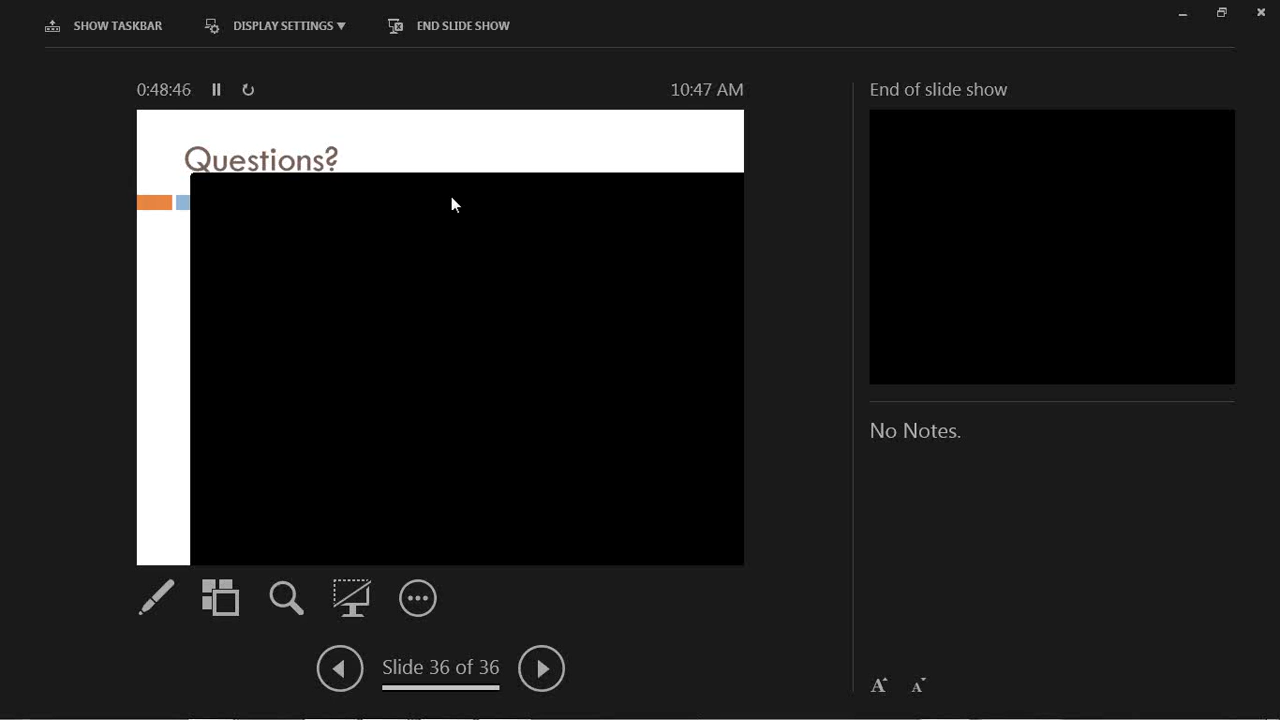 SHOW TASKBAR
DISPLAY SETTINGS ▼
END SLIDE SHOW
0:48:46
10:47 AM
End of slide show
Questions?
No Notes.
Slide 36 of 36
A A